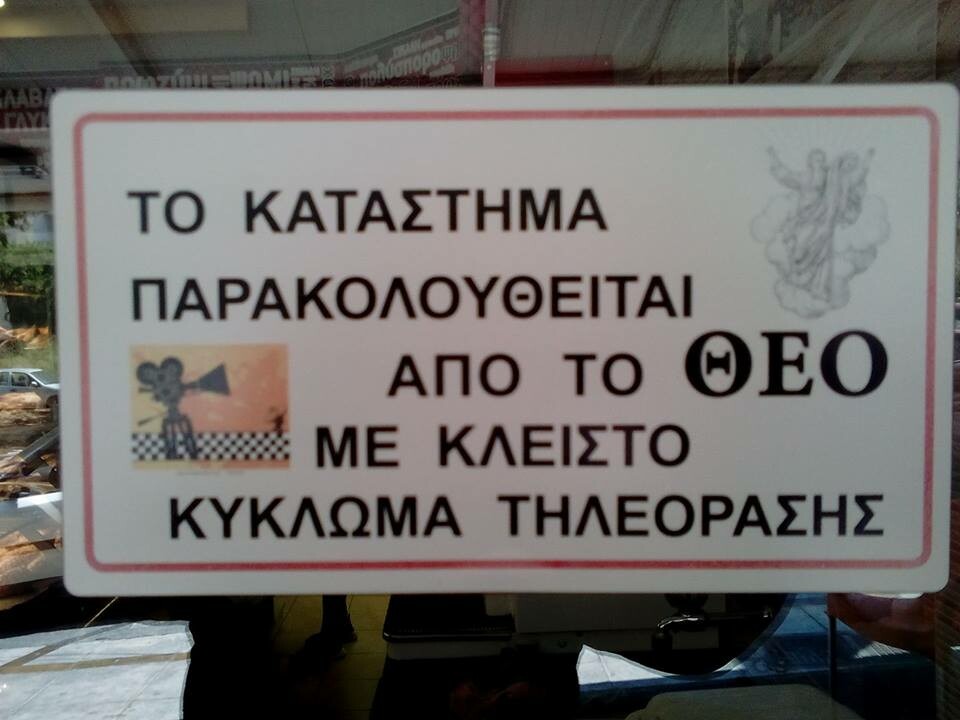 ΤΟ ΚΑΤΑΣΤΗΜΑ
ΠΑΡΑΚΟΛΟΥΘΕΙΤΑΙ
ΑΠΟ ΤΟ ΘΕΟ
ΜΕ ΚΛΕΙΣΤΟ
ΚΥΚΛΩΜΑ ΤΗΛΕΟΡΑΣΗΣ